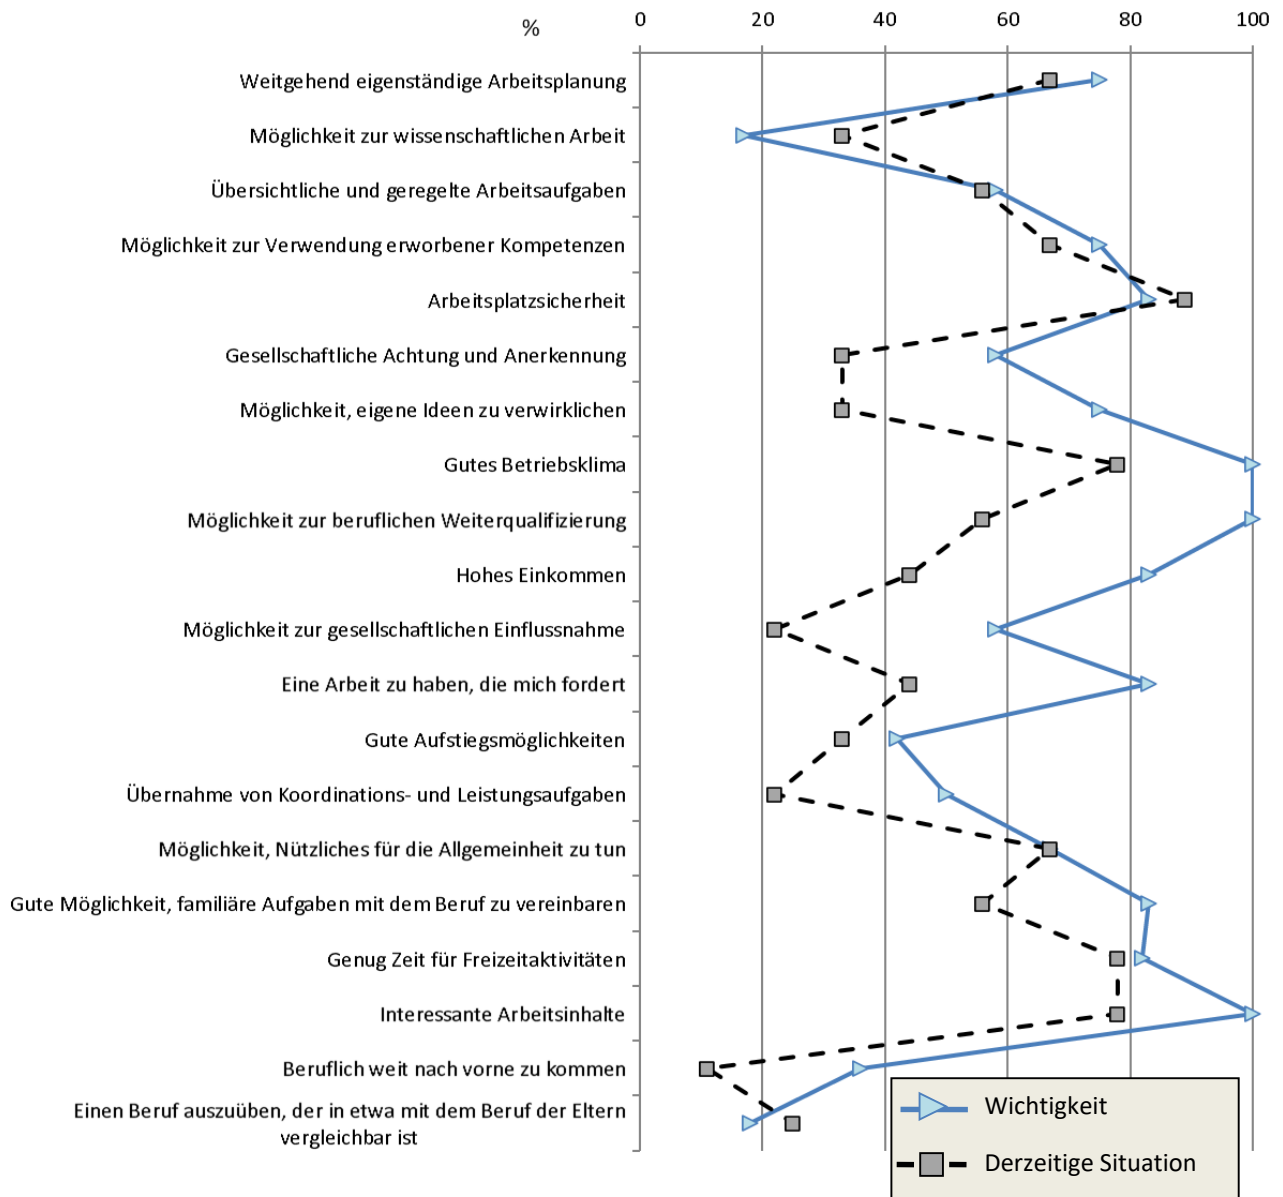 % 0 20 40 60 80 100
Weitgehend eigenständige Arbeitsplanung
Möglichkeit zur wissenschaftlichen Arbeit
Übersichtliche und geregelte Arbeitsaufgaben
Möglichkeit zur Verwendung erworbener Kompetenzen
Arbeitsplatzsicherheit
Gesellschaftliche Achtung und Anerkennung
Möglichkeit, eigene Ideen zu verwirklichen
Gutes Betriebsklima
Möglichkeit zur beruflichen Weiterqualifizierung
Hohes Einkommen
Möglichkeit zur gesellschaftlichen Einflussnahme
Eine Arbeit zu haben, die mich fordert
Gute Aufstiegsmöglichkeiten
Übernahme von Koordinations- und Leistungsaufgaben
Möglichkeit, Nützliches für die Allgemeinheit zu tun
Gute Möglichkeit, familiäre Aufgaben mit dem Beruf zu vereinbaren
Genug Zeit für Freizeitaktivitäten
Interessante Arbeitsinhalte
Beruflich weit nach vorne zu kommen
Einen Beruf auszuüben, der in etwa mit dem Beruf der Eltern
vergleichbar ist
Wichtigkeit
Derzeitige Situation